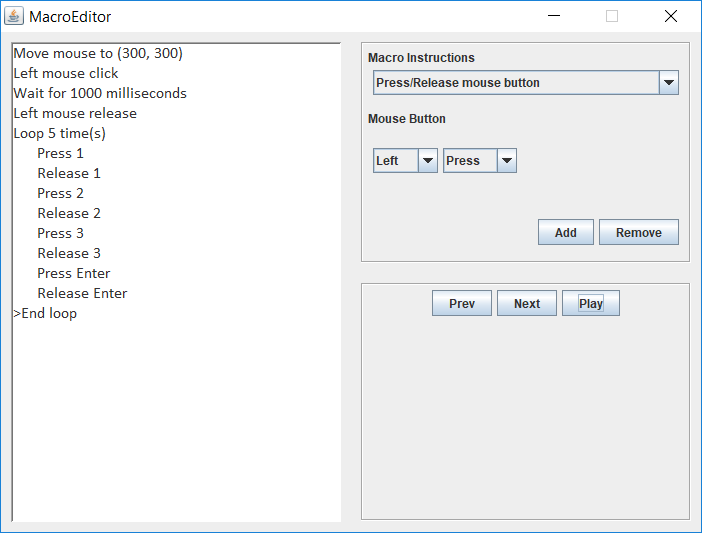 MacroEditor
Move mouse to (300, 300)
Left mouse click
Wait for 1000 milliseconds
Left mouse release
Loop 5 time(s)
Press 1
Release 1
Press 2
Release 2
Press 3
Release 3
Press Enter
Release Enter
>End loop
Macro Instructions
Press/Release mouse button
Mouse Button
Left Press
Add Remove
Prev Next Play